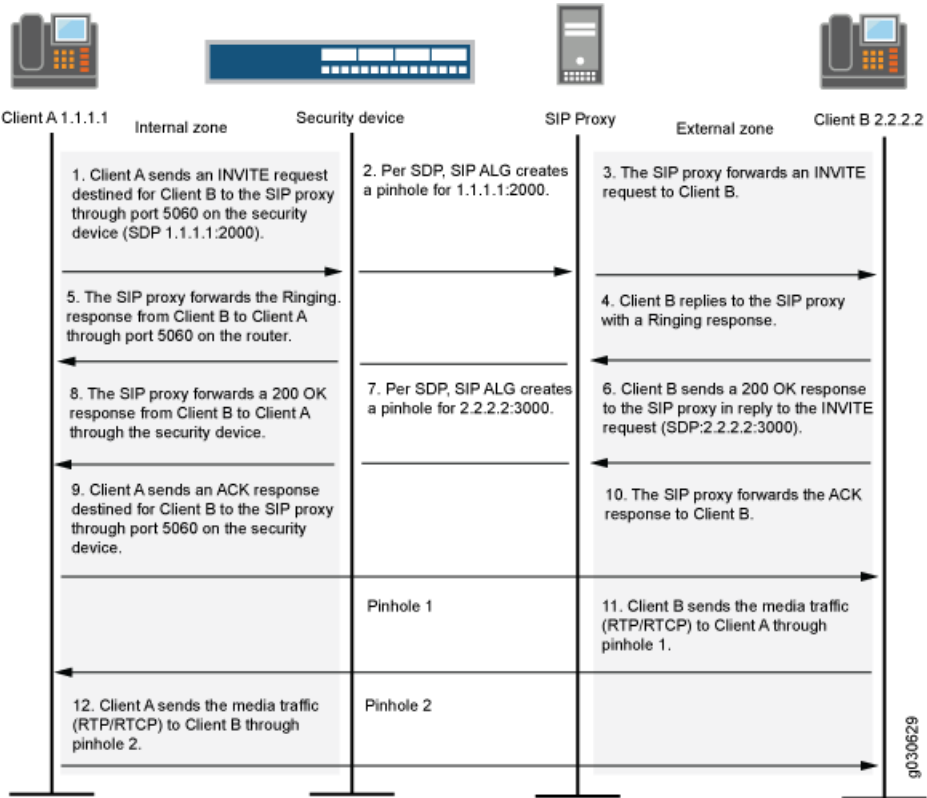 Client A 1.1.1.1
Internal zone
Security device
SIP Proxy
External zone
Client B 2.2.2.2
1. Client A sends an INVITE request
destined for Client B to the SIP proxy
through port 5060 on the security
device (SDP 1.1.1.1:2000).
2. Per SDP, SIP ALG creates
a pinhole for 1.1.1.1:2000.
3. The SIP proxy forwards an INVITE
request to Client B.
5. The SIP proxy forwards the Ringing.
response from Client B to Client A
through port 5060 on the router.
4. Client B replies to the SIP proxy
with a Ringing response.
8. The SIP proxy forwards a 200 OK
response from Client B to Client A
through the security device.
7. Per SDP, SIP ALG creates
a pinhole for 2.2.2.2:3000.
6. Client B sends a 200 OK response
to the SIP proxy in reply to the INVITE
request (SDP:2.2.2.2:3000).
9. Client A sends an ACK response
destined for Client B to the SIP proxy
through port 5060 on the security
device.
10. The SIP proxy forwards the ACK
response to Client B.
Pinhole 1
11. Client B sends the media traffic
(RTP/RTCP) to Client A through
pinhole 1.
12. Client A sends the media traffic
(RTP/RTCP) to Client B through
pinhole 2.
Pinhole 2
g030629